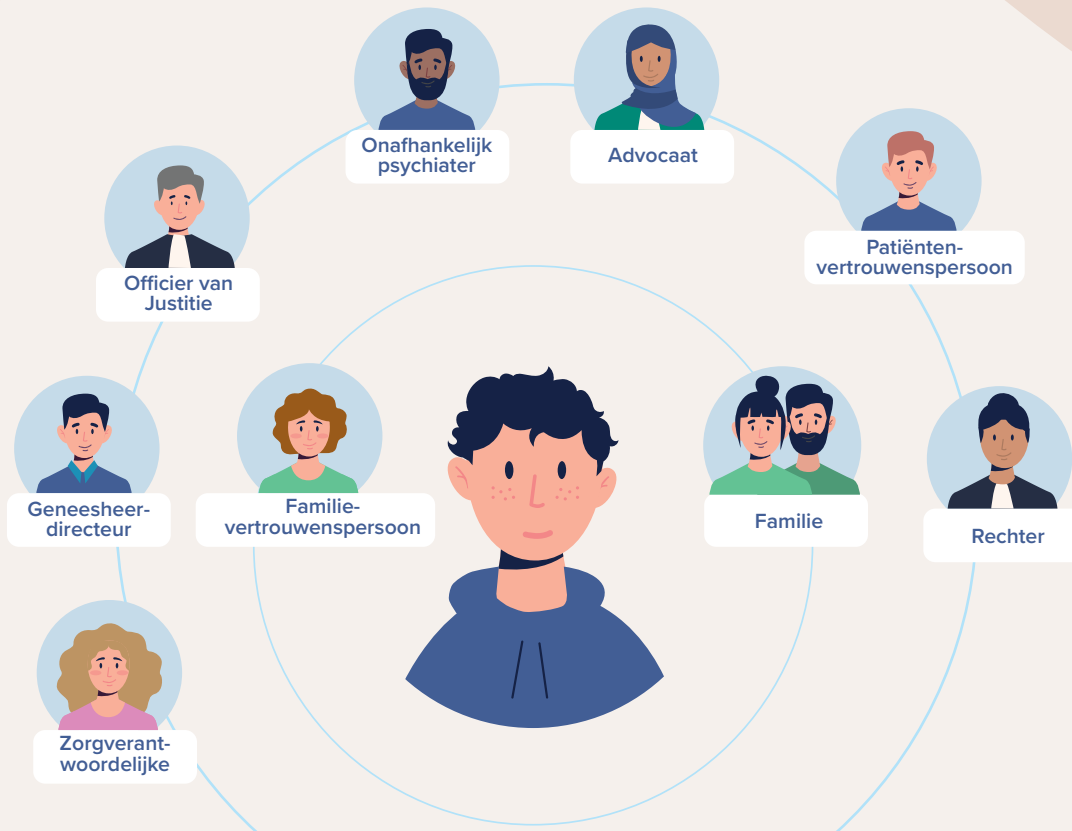 Onafhankelijk
psychiater
Advocaat
Patiënten-
vertrouwenspersoon
Officier van
Justitie
Geneesheer-
directeur
Familie-
vertrouwenspersoon
Familie
Rechter
Zorgverant-
woordelijke